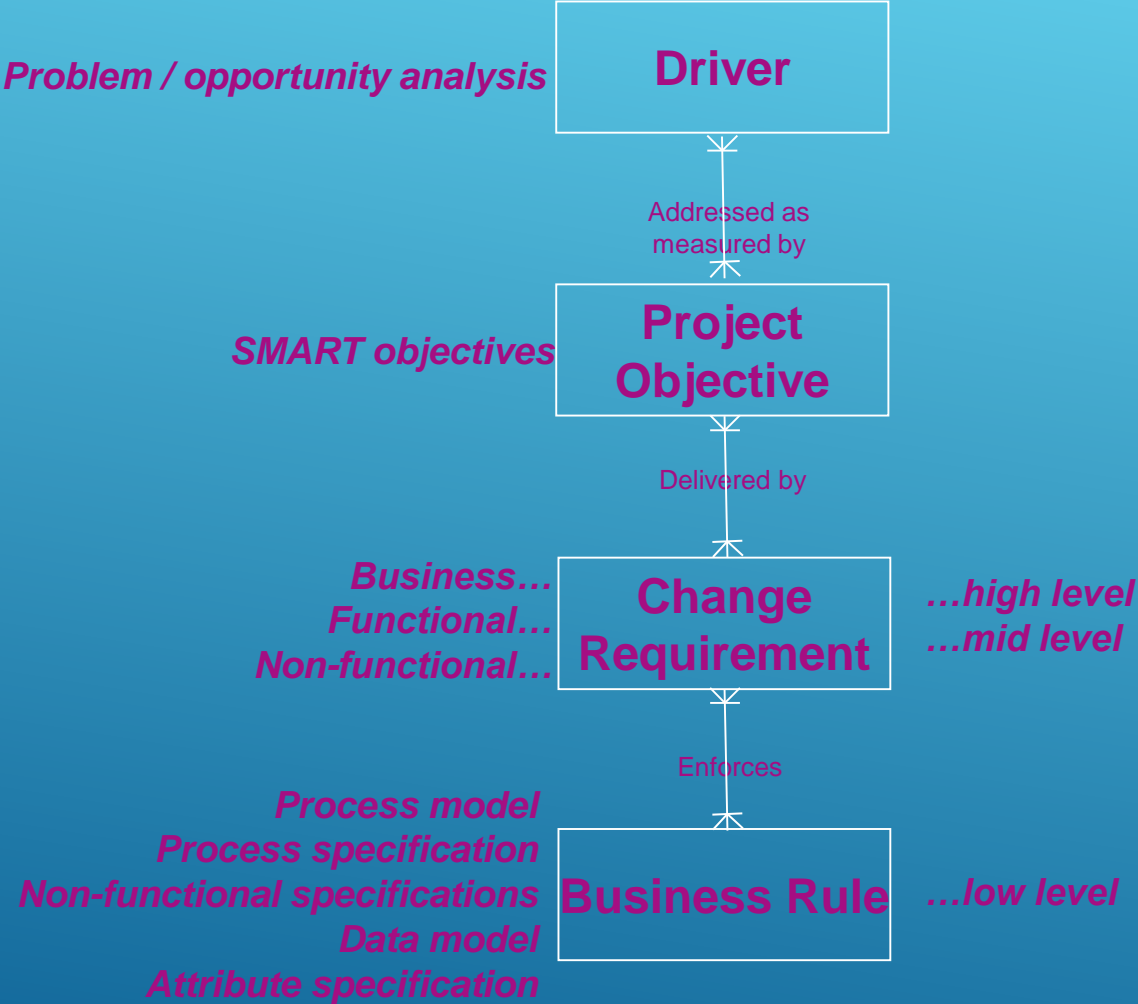 Problem / opportunity analysis
Driver
Addressed as
measured by
SMART objectives
Project
Objective
Delivered by
Business…
Functional…
Non-functional…
Change
Requirement
…high level
…mid level
Enforces
Process model
Process specification
Non-functional specifications
Data model
Attribute specification
Business Rule
…low level